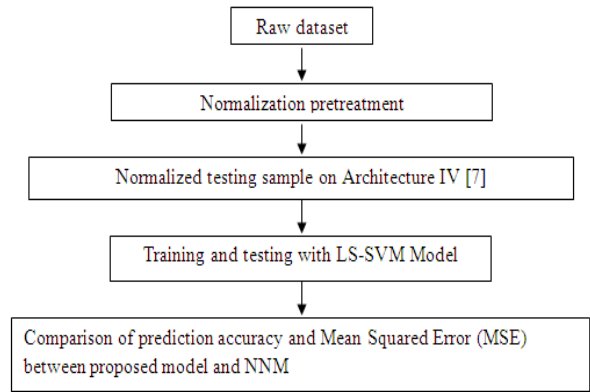 Raw dataset
Normalization pretreatment
Normalized testing sample on Architecture IV [7]
Training and testing with LS-SVM Model
Comparison of prediction accuracy and Mean Squared Error (MSE)
between proposed model and NNM